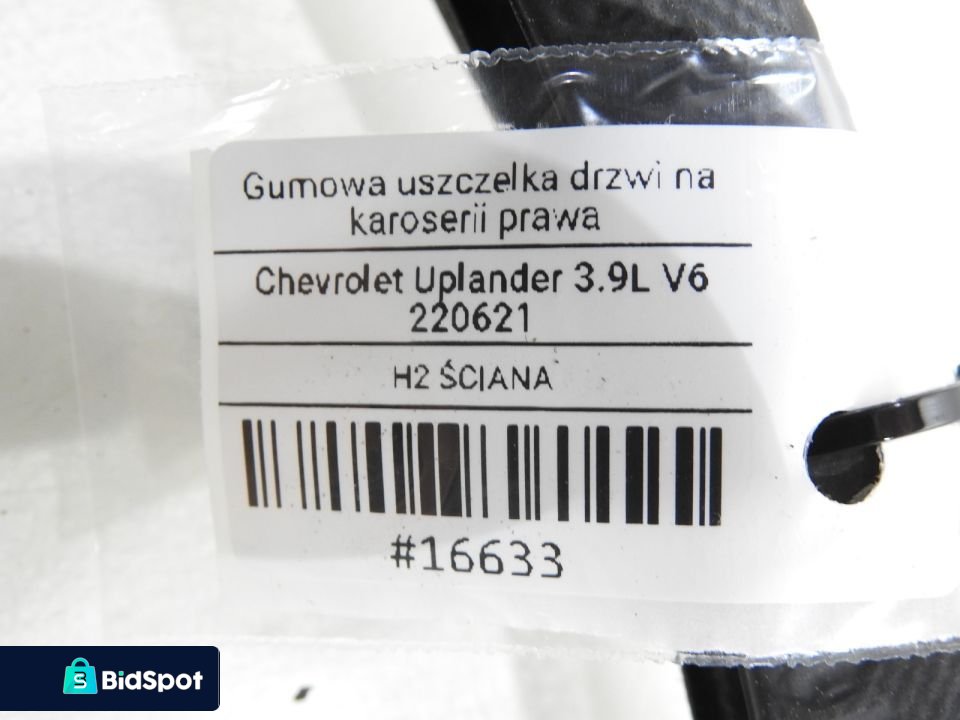 Gumowa uszczelka drzwi na
karoserii prawa
Chevrolet Uplander 3.9L V6
220621
H2 ŚCIANA
#16633
S BidSpot